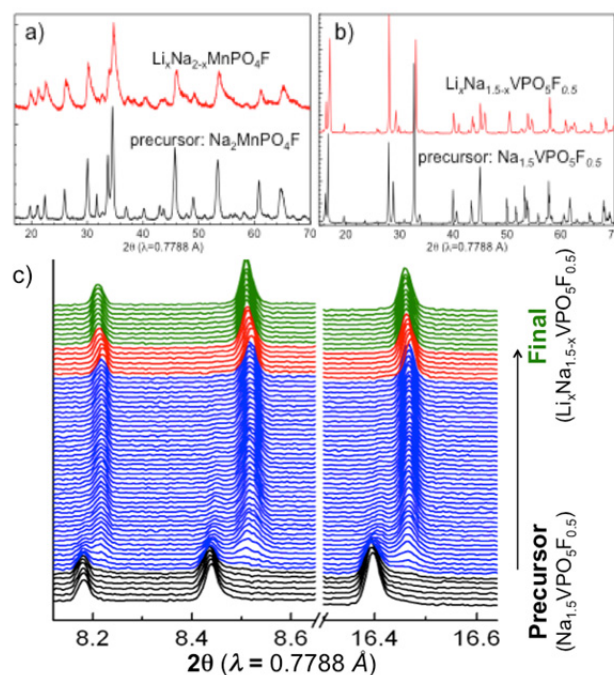 a)
LiₓNa₂₋ₓMnPO₄F
precursor: Na₂MnPO₄F
20 30 40 50 60 70
2θ (λ=0.7788 Å)
b)
LiₓNa₁.₅₋ₓVPO₅F₀.₅
precursor: Na₁.₅VPO₅F₀.₅
20 30 40 50 60 70
2θ (λ=0.7788 Å)
c)
8.2 8.4 8.6 16.4 16.6
2θ (λ = 0.7788 Å)
Final
(LiₓNa₁.₅₋ₓVPO₅F₀.₅)
Precursor
(Na₁.₅VPO₅F₀.₅)